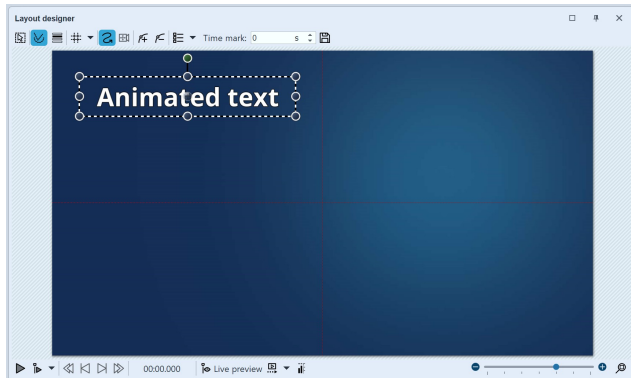 Layout designer
Time mark: 0 s
Animated text
00:00.000 Live preview